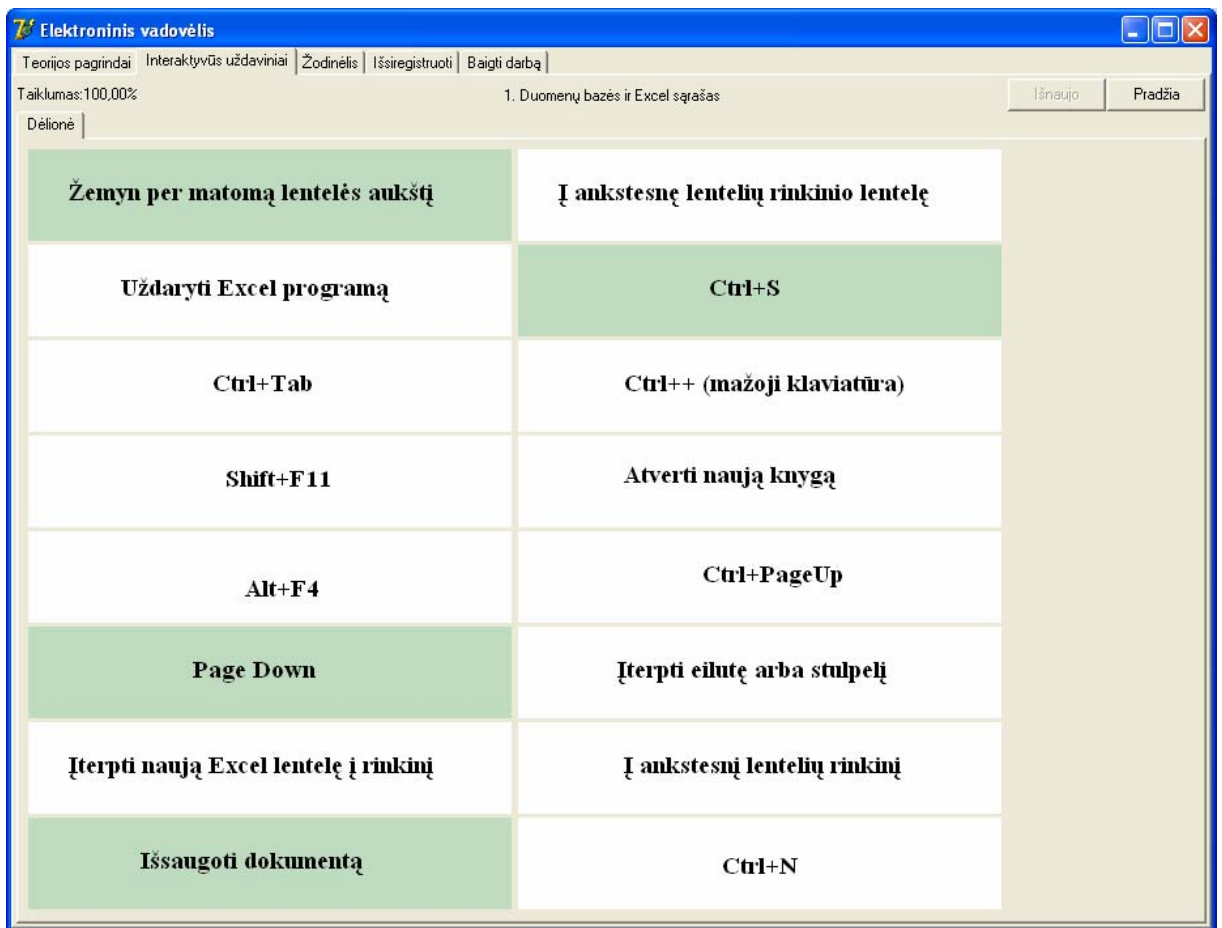 Elektroninis vadovėlis
Teorijos pagrindai Interaktyvūs uždaviniai Žodinėlis Išsiregistruoti Baigti darbą
Taiklumas:100,00% 1. Duomenų bazės ir Excel sąrašas Išnaujo Pradžia
Dėlionė
Žemyn per matomą lentelės aukštį Į ankstesnę lentelių rinkinio lentelę
Uždaryti Excel programą Ctrl+S
Ctrl+Tab Ctrl++ (mažoji klaviatūra)
Shift+F11 Atverti naują knygą
Alt+F4 Ctrl+PageUp
Page Down Įterpti eilutę arba stulpelį
Įterpti naują Excel lentelę į rinkinį Į ankstesnį lentelių rinkinį
Išsaugoti dokumentą Ctrl+N